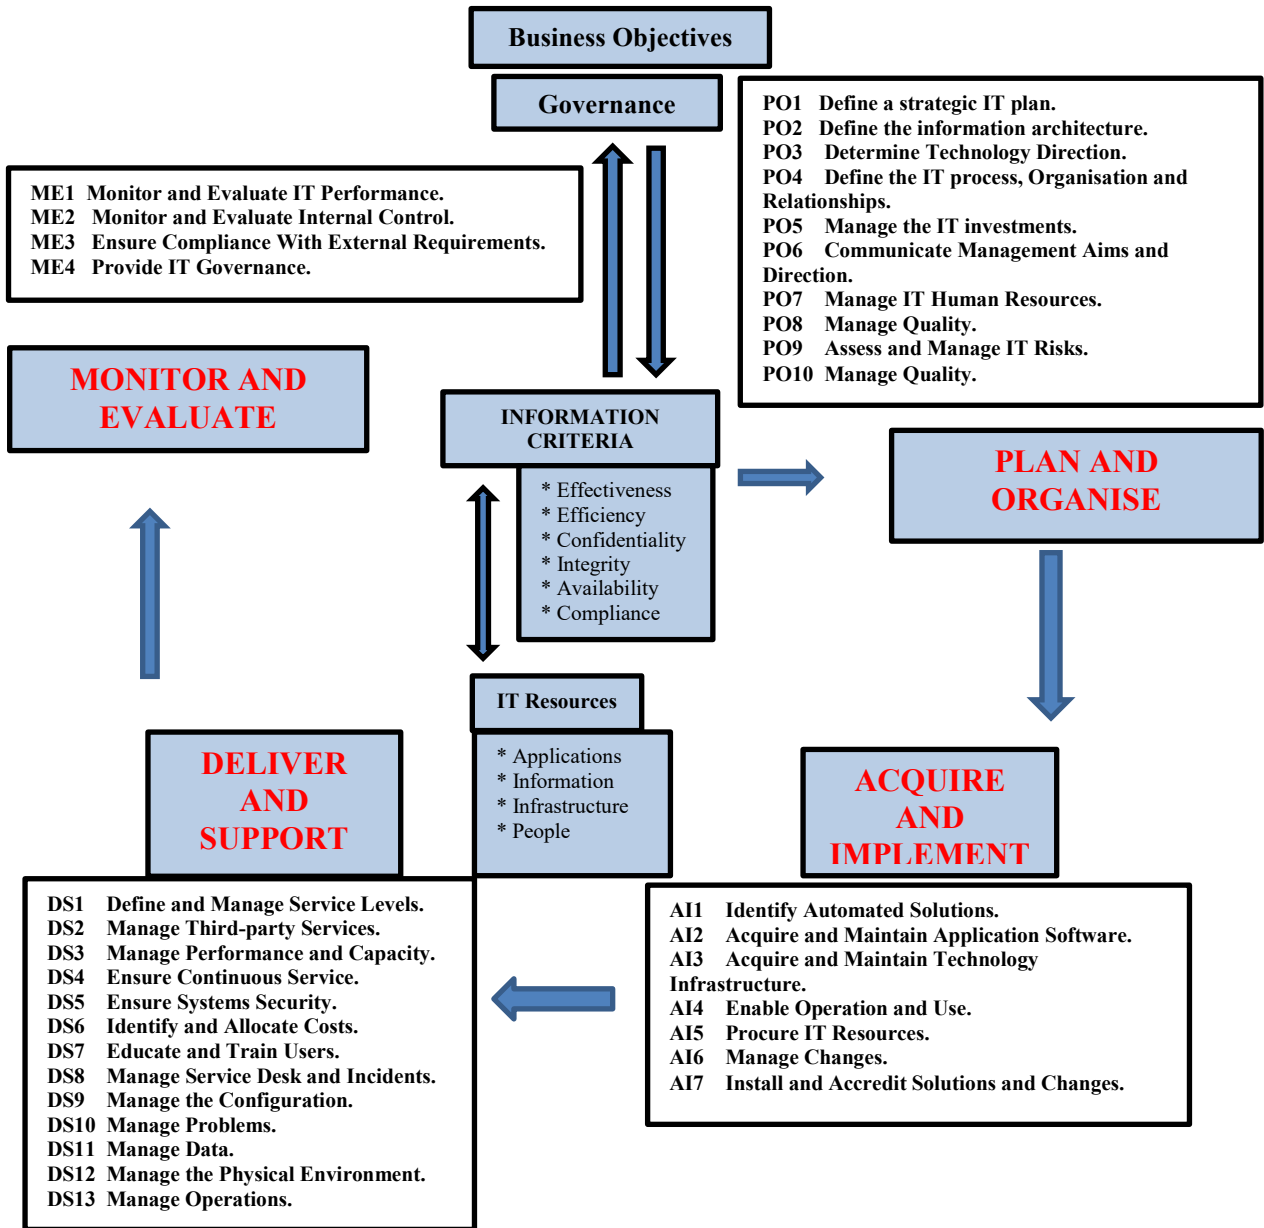 Business Objectives
Governance
PO1 Define a strategic IT plan.
PO2 Define the information architecture.
PO3 Determine Technology Direction.
PO4 Define the IT process, Organisation and
Relationships.
PO5 Manage the IT investments.
PO6 Communicate Management Aims and
Direction.
PO7 Manage IT Human Resources.
PO8 Manage Quality.
PO9 Assess and Manage IT Risks.
PO10 Manage Quality.
ME1 Monitor and Evaluate IT Performance.
ME2 Monitor and Evaluate Internal Control.
ME3 Ensure Compliance With External Requirements.
ME4 Provide IT Governance.
MONITOR AND
EVALUATE
INFORMATION
CRITERIA
* Effectiveness
* Efficiency
* Confidentiality
* Integrity
* Availability
* Compliance
PLAN AND
ORGANISE
IT Resources
* Applications
* Information
* Infrastructure
* People
DELIVER
AND
SUPPORT
ACQUIRE
AND
IMPLEMENT
DS1 Define and Manage Service Levels.
DS2 Manage Third-party Services.
DS3 Manage Performance and Capacity.
DS4 Ensure Continuous Service.
DS5 Ensure Systems Security.
DS6 Identify and Allocate Costs.
DS7 Educate and Train Users.
DS8 Manage Service Desk and Incidents.
DS9 Manage the Configuration.
DS10 Manage Problems.
DS11 Manage Data.
DS12 Manage the Physical Environment.
DS13 Manage Operations.
AI1 Identify Automated Solutions.
AI2 Acquire and Maintain Application Software.
AI3 Acquire and Maintain Technology
Infrastructure.
AI4 Enable Operation and Use.
AI5 Procure IT Resources.
AI6 Manage Changes.
AI7 Install and Accredit Solutions and Changes.